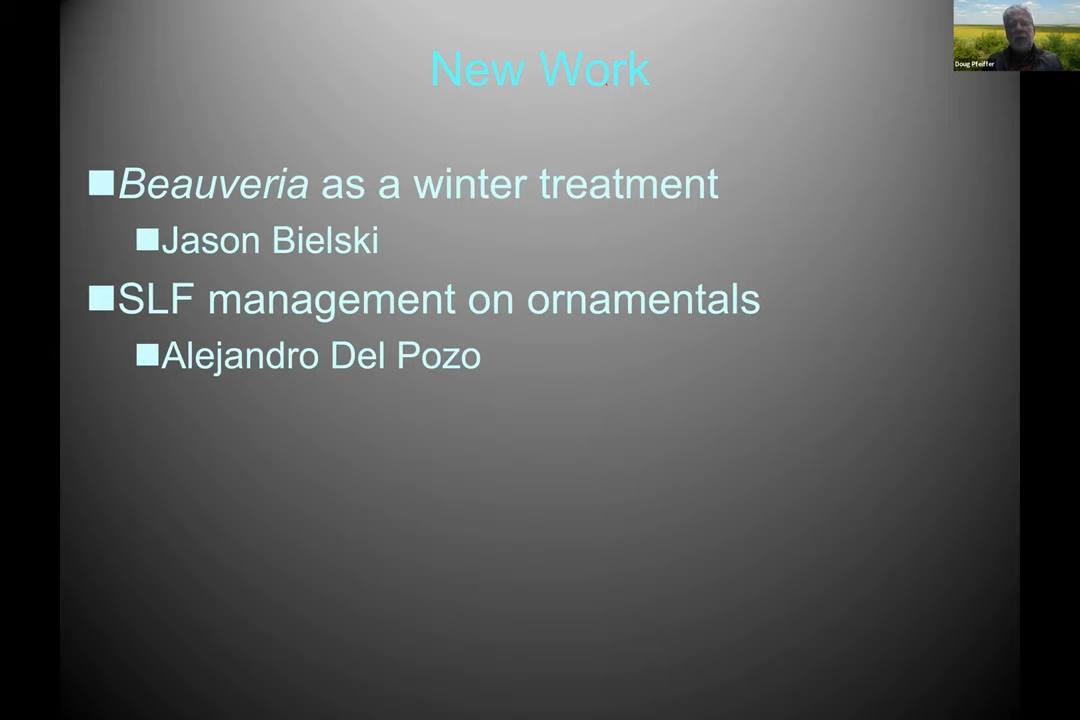 New Work
Doug Pfeiffer
Beauveria as a winter treatment
Jason Bielski
SLF management on ornamentals
Alejandro Del Pozo